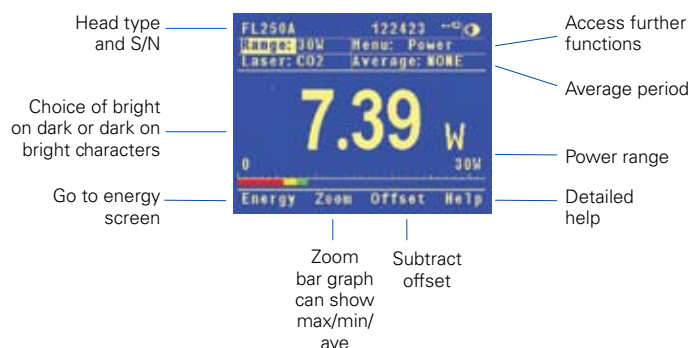 Head type
and S/N
Choice of bright
on dark or dark on
bright characters
Go to energy
screen
FL250A 122423
Range: 30W Menu: Power
Laser: CO2 Average: NONE
7.39 W
0 30W
Energy Zoom Offset Help
Access further
functions
Average period
Power range
Detailed
help
Zoom
bar graph
can show
max/min/
ave
Subtract
offset